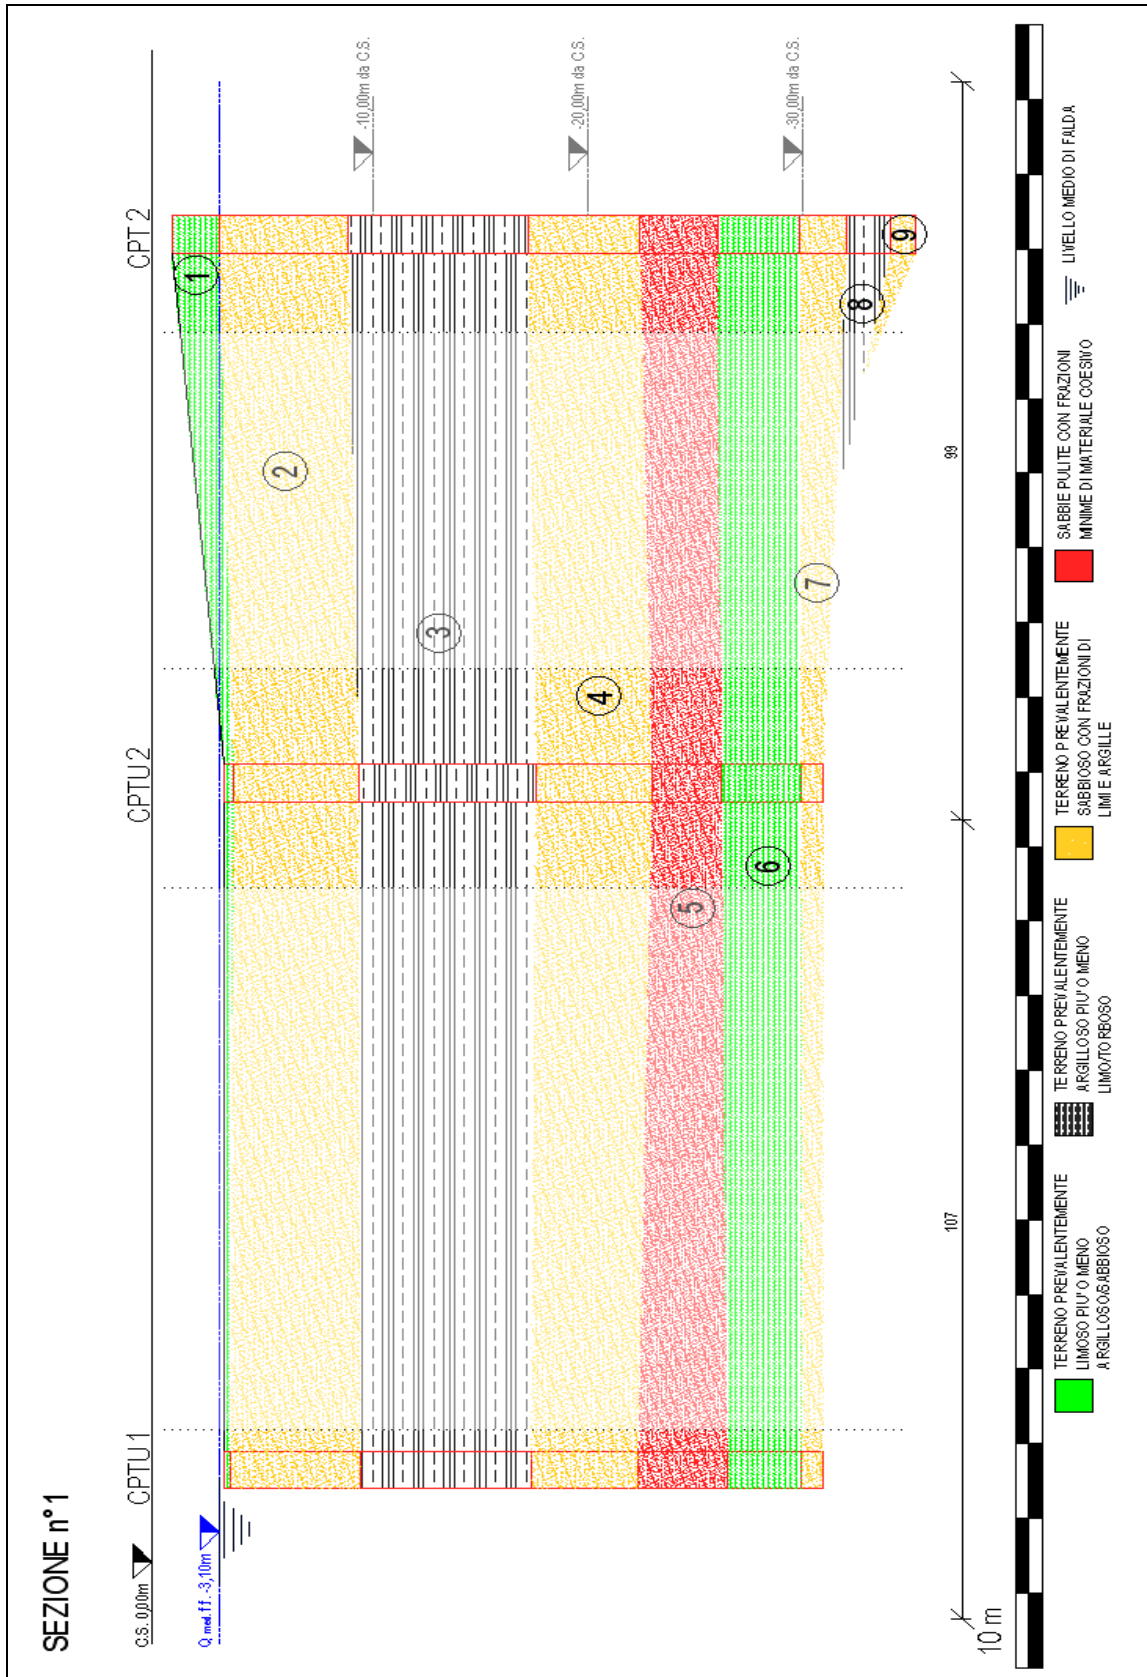 SEZIONE n°1
CPTU 1
CPTU 2
CPT 2
C.S. 0,00m
Q. med. f.f. -3,10m
-10,00m da C.S.
-20,00m da C.S.
-30,00m da C.S.
1
2
3
4
5
6
7
8
9
107
99
10 m
TERRENO PREVALENTEMENTE
LIMOSO PIU' O MENO
ARGILLOSO/SABBIOSO
TERRENO PREVALENTEMENTE
ARGILLOSO PIU' O MENO
LIMO/TORBOSO
TERRENO PREVALENTEMENTE
SABBIOSO CON FRAZIONI DI
LIMI E ARGILLE
SABBIE PULITE CON FRAZIONI
MINIME DI MATERIALE COESIVO
LIVELLO MEDIO DI FALDA